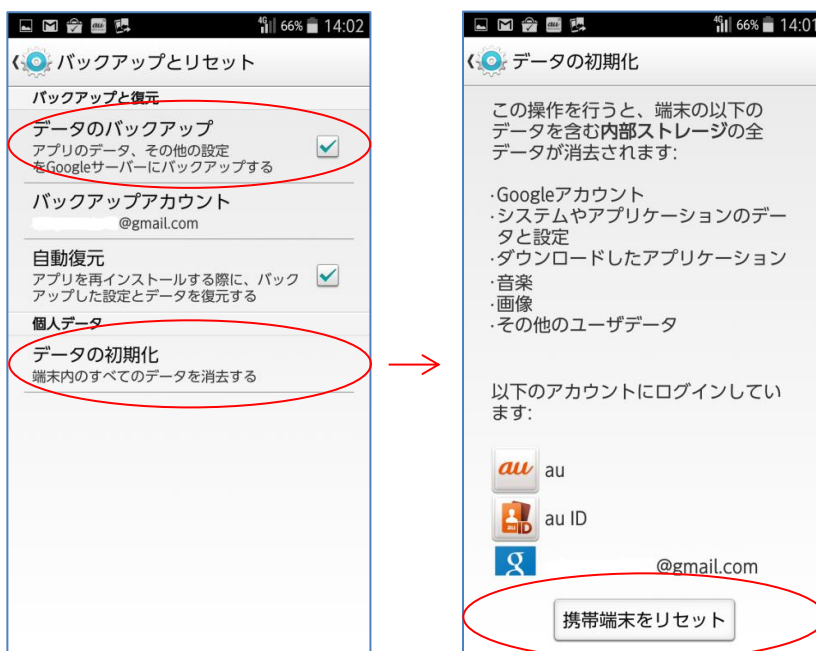 4G 66% 14:02
バックアップとリセット
バックアップと復元
データのバックアップ
アプリのデータ、その他の設定
をGoogleサーバーにバックアップする
バックアップアカウント
@gmail.com
自動復元
アプリを再インストールする際に、バック
アップした設定とデータを復元する
個人データ
データの初期化
端末内のすべてのデータを消去する
4G 66% 14:01
データの初期化
この操作を行うと、端末の以下の
データを含む内部ストレージの全
データが消去されます:
·Googleアカウント
·システムやアプリケーションのデー
タと設定
·ダウンロードしたアプリケーション
·音楽
·画像
·その他のユーザデータ
以下のアカウントにログインしてい
ます:
au au
au ID au ID
g @gmail.com
携帯端末をリセット